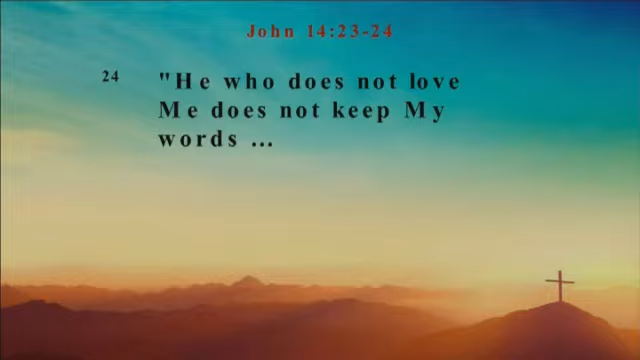 John 14:23-24
24 "He who does not love
Me does not keep My
words ...